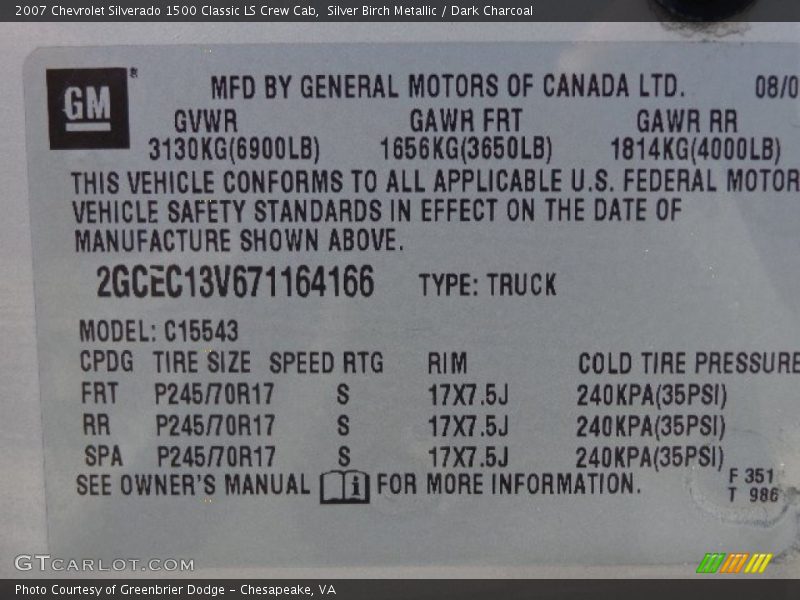 2007 Chevrolet Silverado 1500 Classic LS Crew Cab, Silver Birch Metallic / Dark Charcoal
GM
MFD BY GENERAL MOTORS OF CANADA LTD. 08/0
GVWR GAWR FRT GAWR RR
3130KG(6900LB) 1656KG(3650LB) 1814KG(4000LB)
THIS VEHICLE CONFORMS TO ALL APPLICABLE U.S. FEDERAL MOTOR
VEHICLE SAFETY STANDARDS IN EFFECT ON THE DATE OF
MANUFACTURE SHOWN ABOVE.
2GCEC13V671164166 TYPE: TRUCK
MODEL: C15543
CPDG TIRE SIZE SPEED RTG RIM COLD TIRE PRESSURE
FRT P245/70R17 S 17X7.5J 240KPA(35PSI)
RR P245/70R17 S 17X7.5J 240KPA(35PSI)
SPA P245/70R17 S 17X7.5J 240KPA(35PSI)
SEE OWNER'S MANUAL i FOR MORE INFORMATION.
F 351
T 986
GTCARLOT.COM
Photo Courtesy of Greenbrier Dodge – Chesapeake, VA